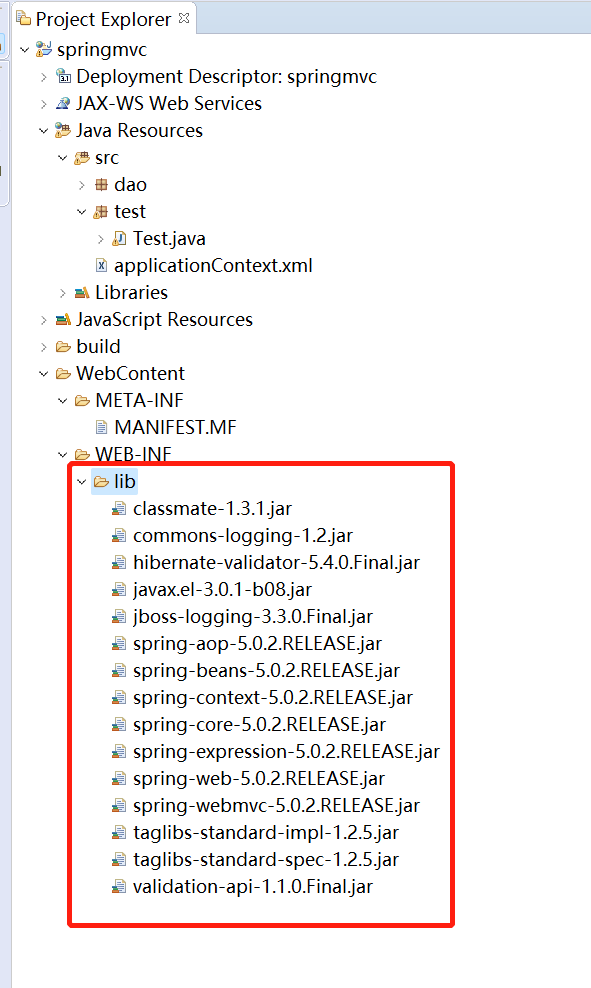 Project Explorer
springmvc
Deployment Descriptor: springmvc
JAX-WS Web Services
Java Resources
src
dao
test
Test.java
applicationContext.xml
Libraries
JavaScript Resources
build
WebContent
META-INF
MANIFEST.MF
WEB-INF
lib
classmate-1.3.1.jar
commons-logging-1.2.jar
hibernate-validator-5.4.0.Final.jar
javax.el-3.0.1-b08.jar
jboss-logging-3.3.0.Final.jar
spring-aop-5.0.2.RELEASE.jar
spring-beans-5.0.2.RELEASE.jar
spring-context-5.0.2.RELEASE.jar
spring-core-5.0.2.RELEASE.jar
spring-expression-5.0.2.RELEASE.jar
spring-web-5.0.2.RELEASE.jar
spring-webmvc-5.0.2.RELEASE.jar
taglibs-standard-impl-1.2.5.jar
taglibs-standard-spec-1.2.5.jar
validation-api-1.1.0.Final.jar